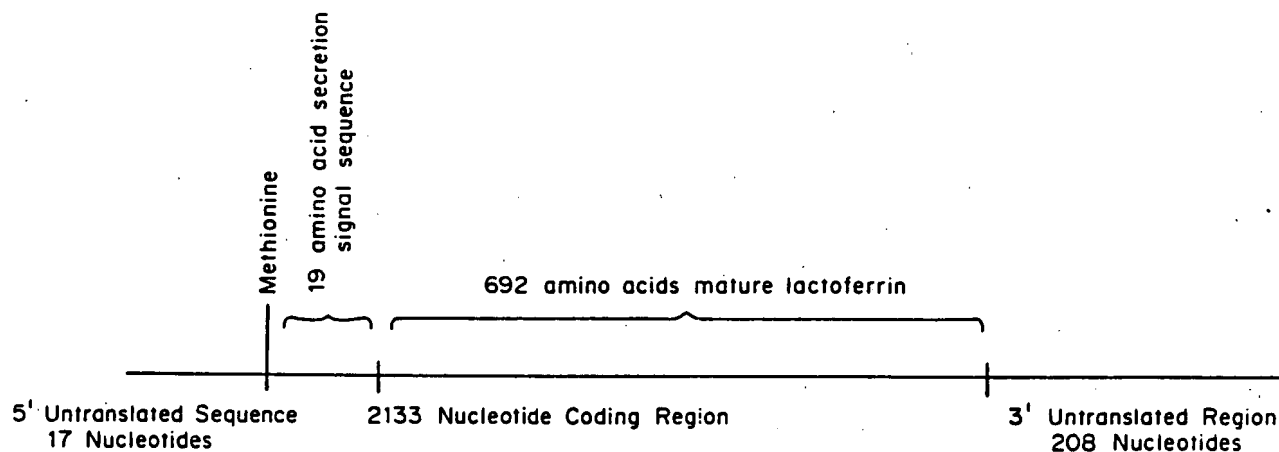 Methionine
19 amino acid secretion
signal sequence
692 amino acids mature lactoferrin
5' Untranslated Sequence
17 Nucleotides
2133 Nucleotide Coding Region
3' Untranslated Region
208 Nucleotides